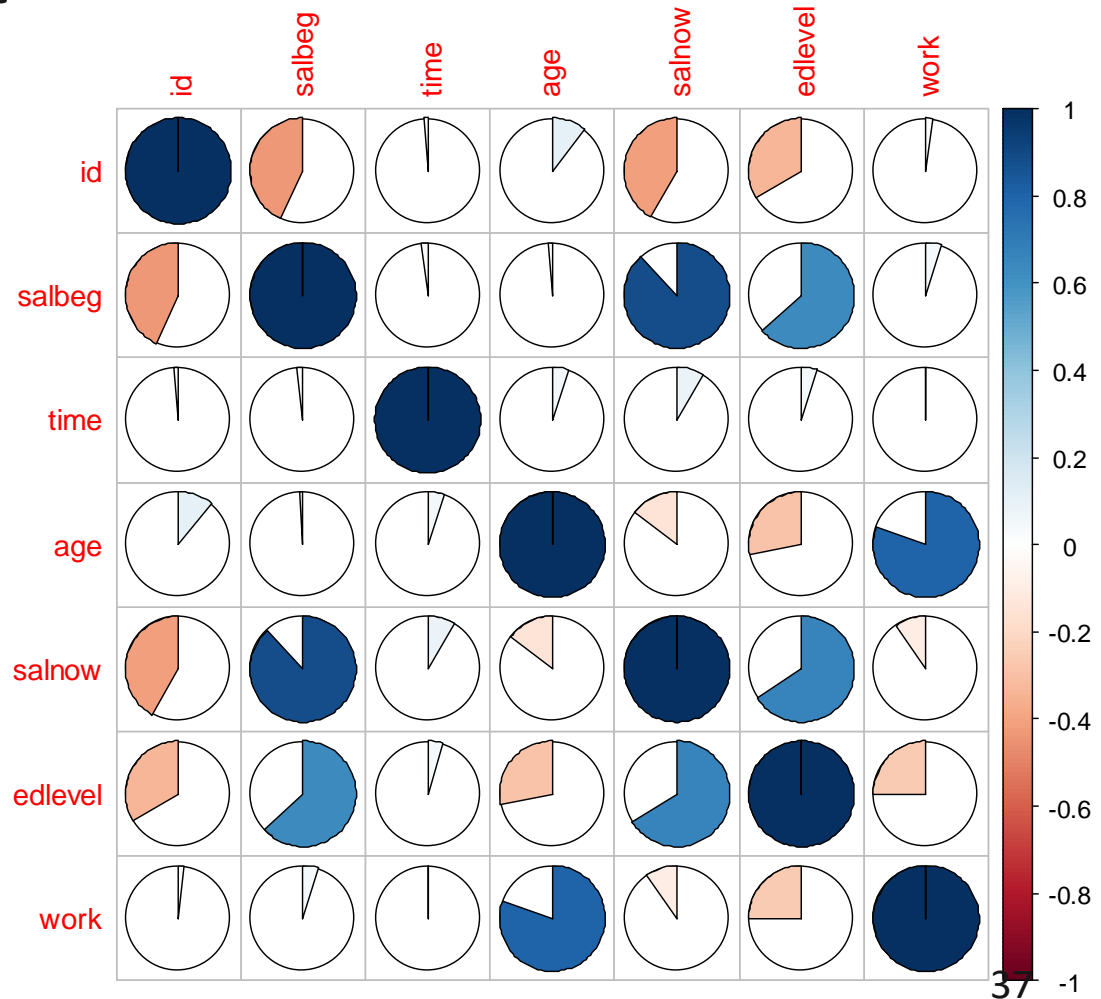 id
salbeg
time
age
salnow
edlevel
work
id
salbeg
time
age
salnow
edlevel
work
1
0.8
0.6
0.4
0.2
0
-0.2
-0.4
-0.6
-0.8
-1
37